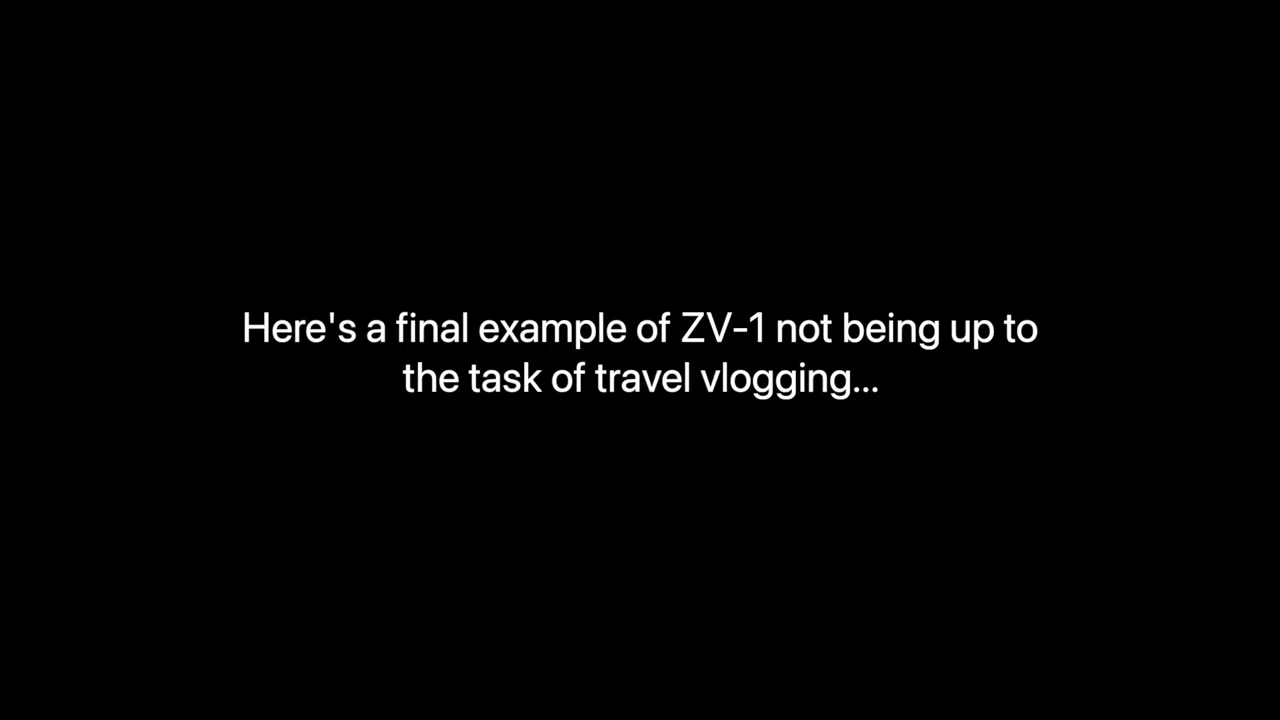 Here's a final example of ZV-1 not being up to
the task of travel vlogging...